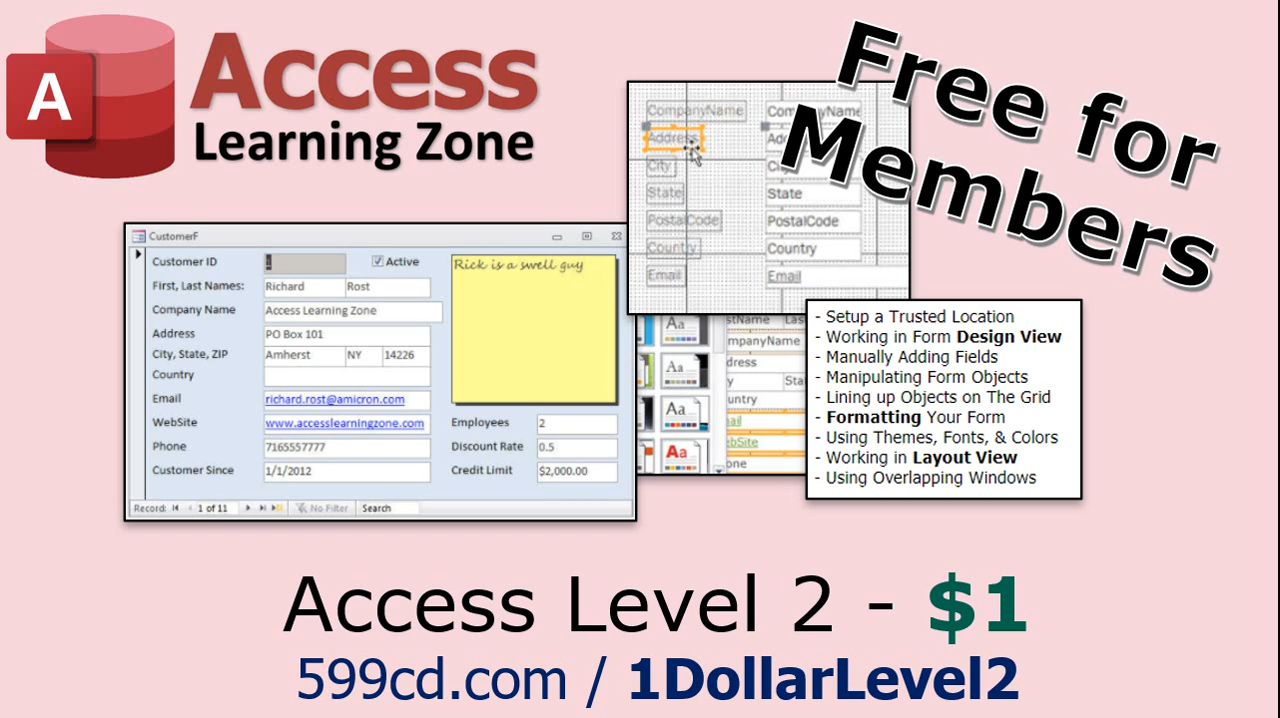 A
Access
Learning Zone
Free for
Members
CompanyName CompanyName
Address
City
State State
PostalCode PostalCode
Country Country
Email Email
CustomerF
Customer ID Active
First, Last Names: Richard Rost
Company Name Access Learning Zone
Address PO Box 101
City, State, ZIP Amherst NY 14226
Country
Email richard.rost@amicron.com
WebSite www.accesslearningzone.com
Phone 7165557777
Customer Since 1/1/2012
Rick is a swell guy
Employees 2
Discount Rate 0.5
Credit Limit $2,000.00
Record: 1 of 11 No Filter Search
Aa
Aa
Aa
Aa
- Setup a Trusted Location
- Working in Form Design View
- Manually Adding Fields
- Manipulating Form Objects
- Lining up Objects on The Grid
- Formatting Your Form
- Using Themes, Fonts, & Colors
- Working in Layout View
- Using Overlapping Windows
Access Level 2 - $1
599cd.com / 1DollarLevel2